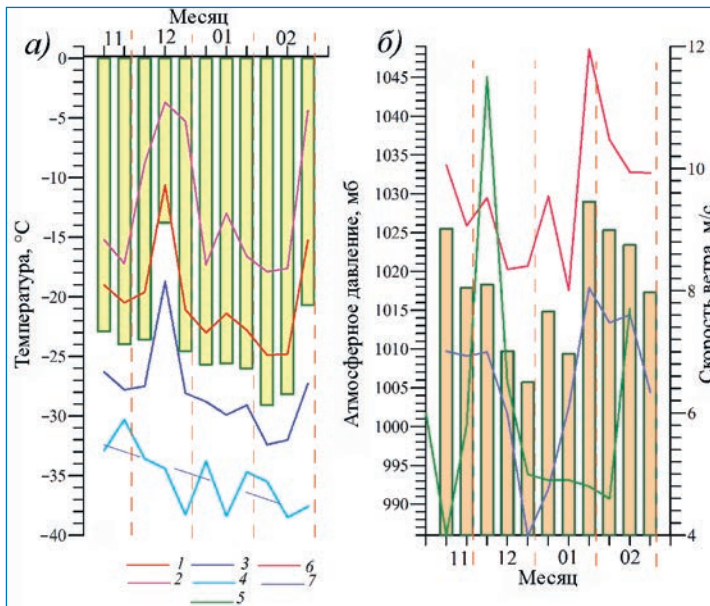 Месяц
а)
11 12 01 02
0
−5
−10
−15
−20
−25
−30
−35
−40
Температура, °C
1 3 6
2 4 7
5
б)
1045
1040
1035
1030
1025
1020
1015
1010
1005
1000
995
990
Атмосферное давление, мб
12
10
8
6
4
Скорость ветра, м/с
11 12 01 02
Месяц